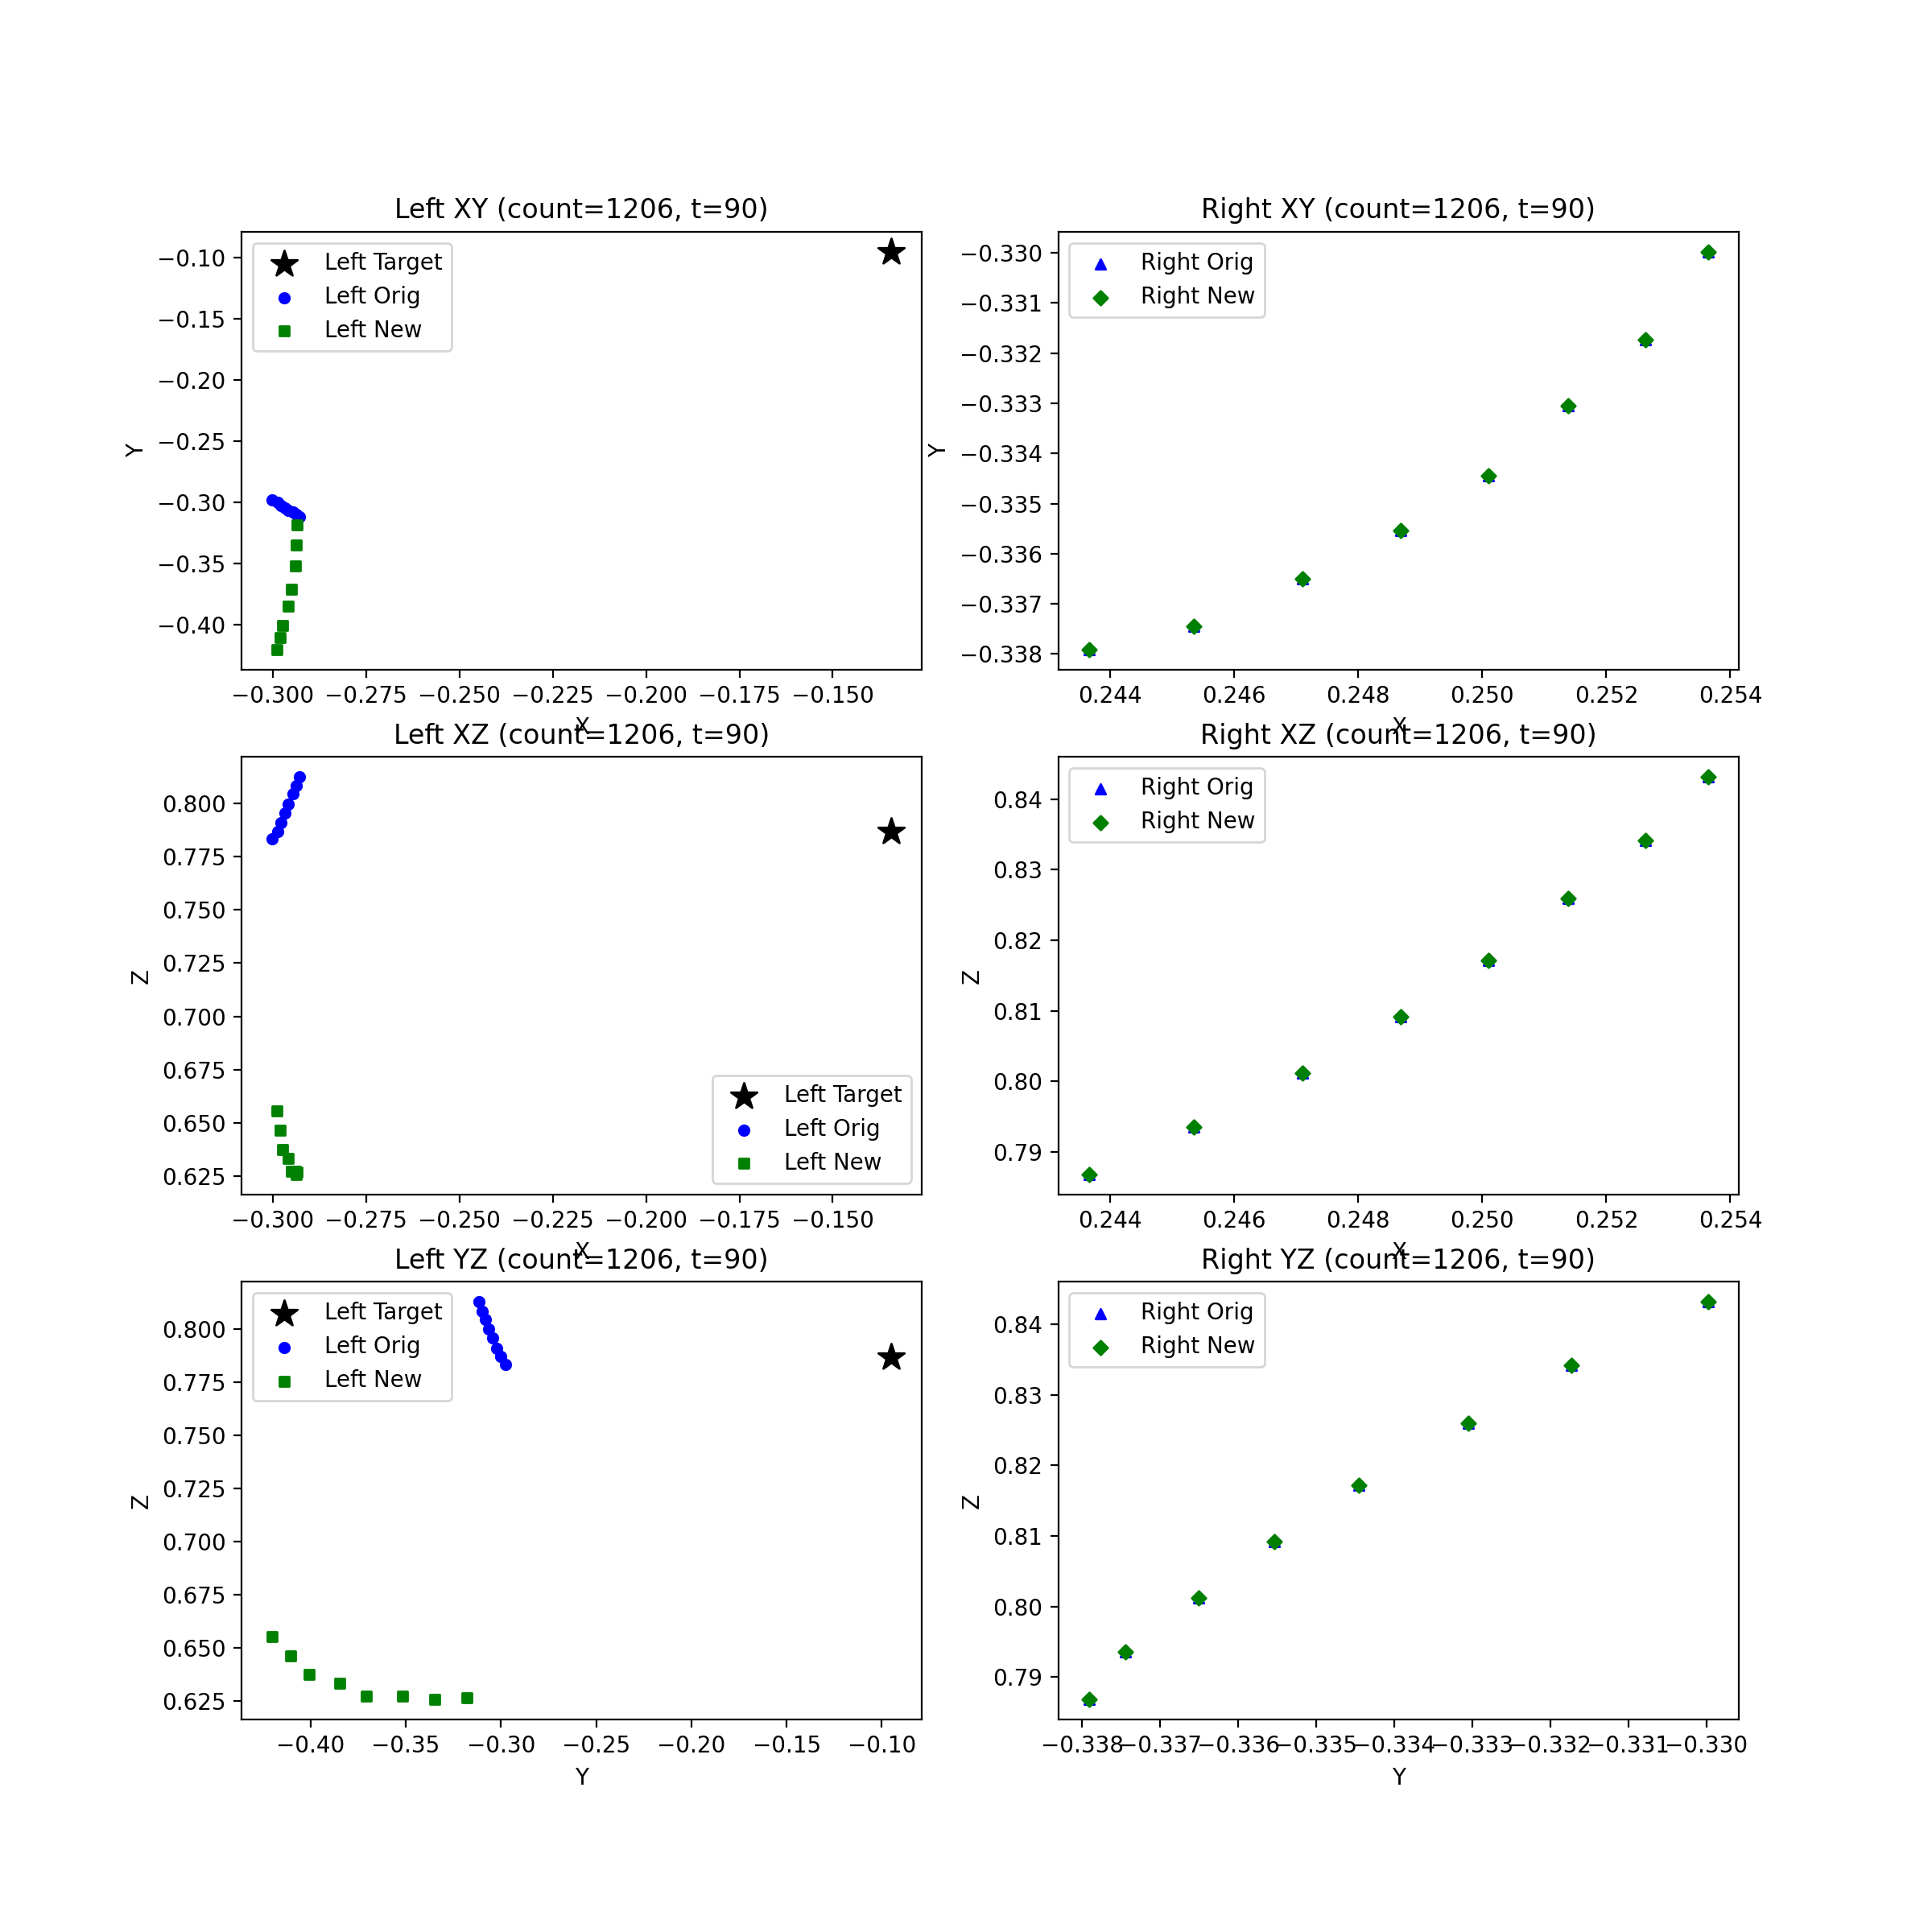 Left XY (count=1206, t=90)
Left Target
Left Orig
Left New
−0.10
−0.15
−0.20
−0.25
−0.30
−0.35
−0.40
Y
−0.300 −0.275 −0.250 −0.225 −0.200 −0.175 −0.150
X
Right XY (count=1206, t=90)
Right Orig
Right New
−0.330
−0.331
−0.332
−0.333
−0.334
−0.335
−0.336
−0.337
−0.338
Y
0.244 0.246 0.248 0.250 0.252 0.254
X
Left XZ (count=1206, t=90)
0.800
0.775
0.750
0.725
0.700
0.675
0.650
0.625
Z
Left Target
Left Orig
Left New
−0.300 −0.275 −0.250 −0.225 −0.200 −0.175 −0.150
X
Right XZ (count=1206, t=90)
Right Orig
Right New
0.84
0.83
0.82
0.81
0.80
0.79
Z
0.244 0.246 0.248 0.250 0.252 0.254
X
Left YZ (count=1206, t=90)
Left Target
Left Orig
Left New
0.800
0.775
0.750
0.725
0.700
0.675
0.650
0.625
Z
−0.40 −0.35 −0.30 −0.25 −0.20 −0.15 −0.10
Y
Right YZ (count=1206, t=90)
Right Orig
Right New
0.84
0.83
0.82
0.81
0.80
0.79
Z
−0.338 −0.337 −0.336 −0.335 −0.334 −0.333 −0.332 −0.331 −0.330
Y